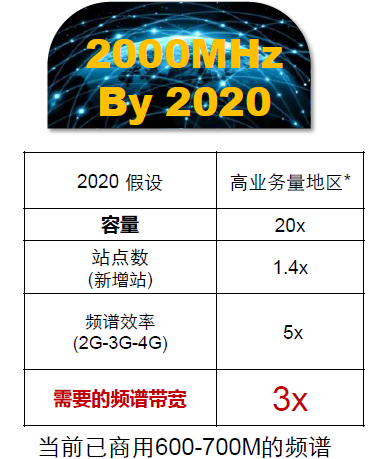 2000MHz
By 2020
2020 假设 高业务量地区*
容量 20x
站点数
(新增站) 1.4x
频谱效率
(2G-3G-4G) 5x
需要的频谱带宽 3x
当前已商用600-700M的频谱